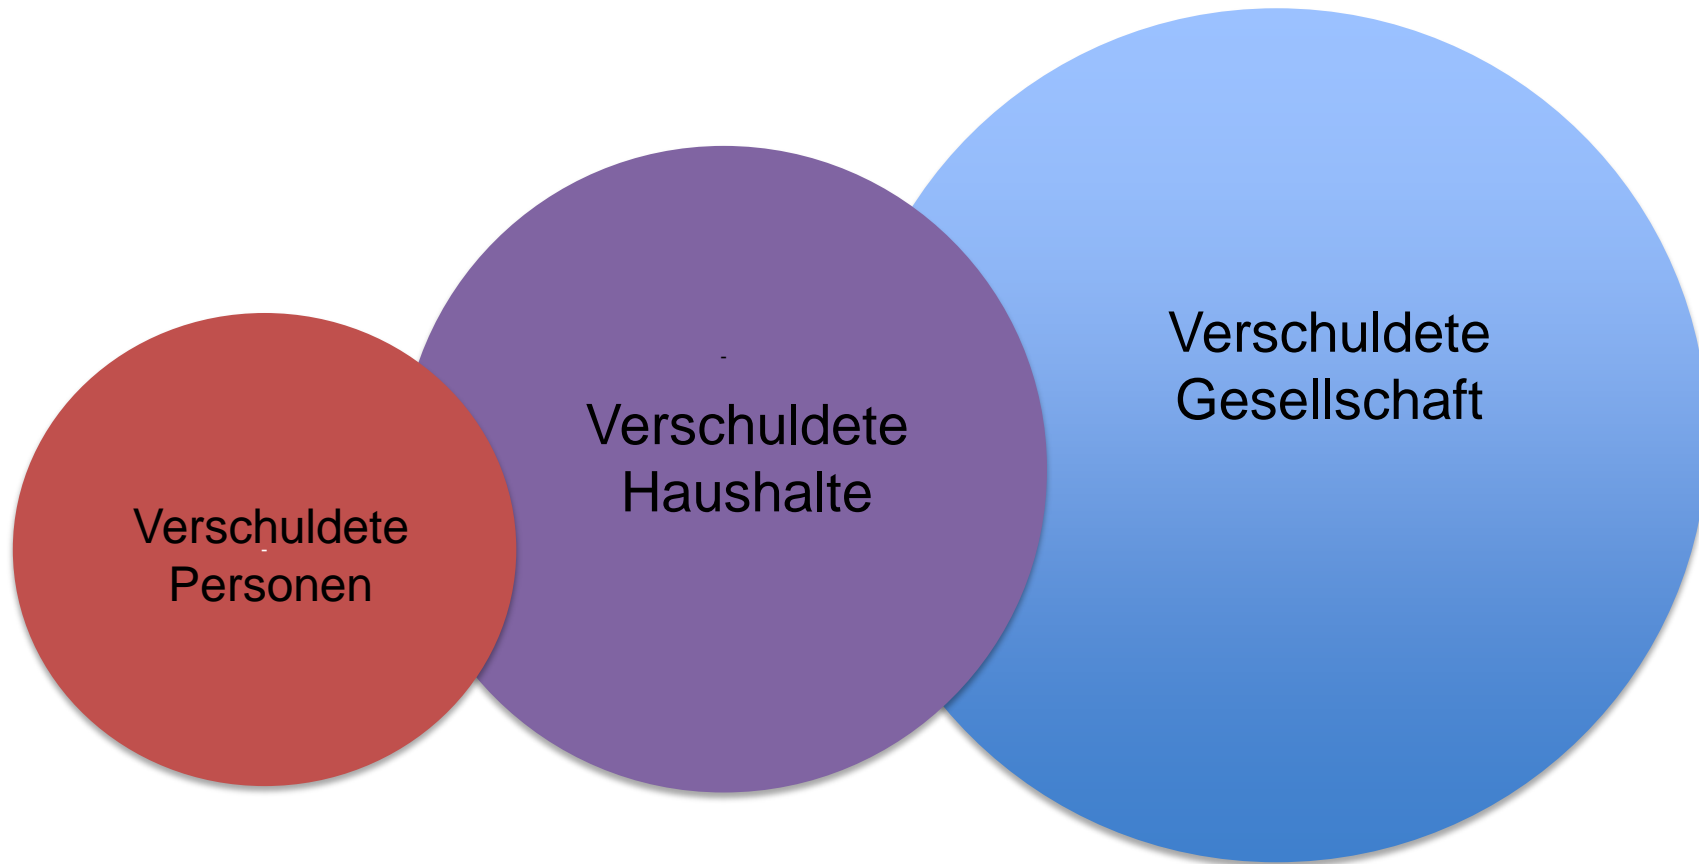 Verschuldete
Personen
-
Verschuldete
Haushalte
Verschuldete
Gesellschaft